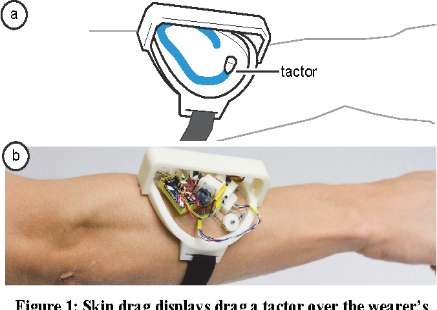 a
tactor
b
Figure 1: Skin drag displays drag a tactor over the wearer's